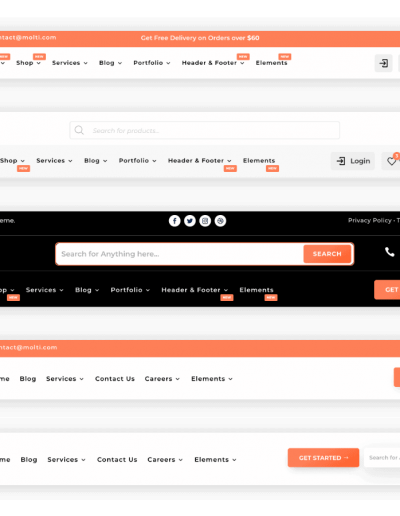 ntact@molti.com Get Free Delivery on Orders over $60
NEW NEW NEW NEW
Shop Services Blog Portfolio Header & Footer Elements
Search for products...
Shop Services Blog Portfolio Header & Footer Elements Login 
NEW NEW NEW
eme. Privacy Policy - T
Search for Anything here... SEARCH
op Services Blog Portfolio Header & Footer Elements GET
NEW NEW NEW
ntact@molti.com
me Blog Services Contact Us Careers Elements
me Blog Services Contact Us Careers Elements GET STARTED → Search for A